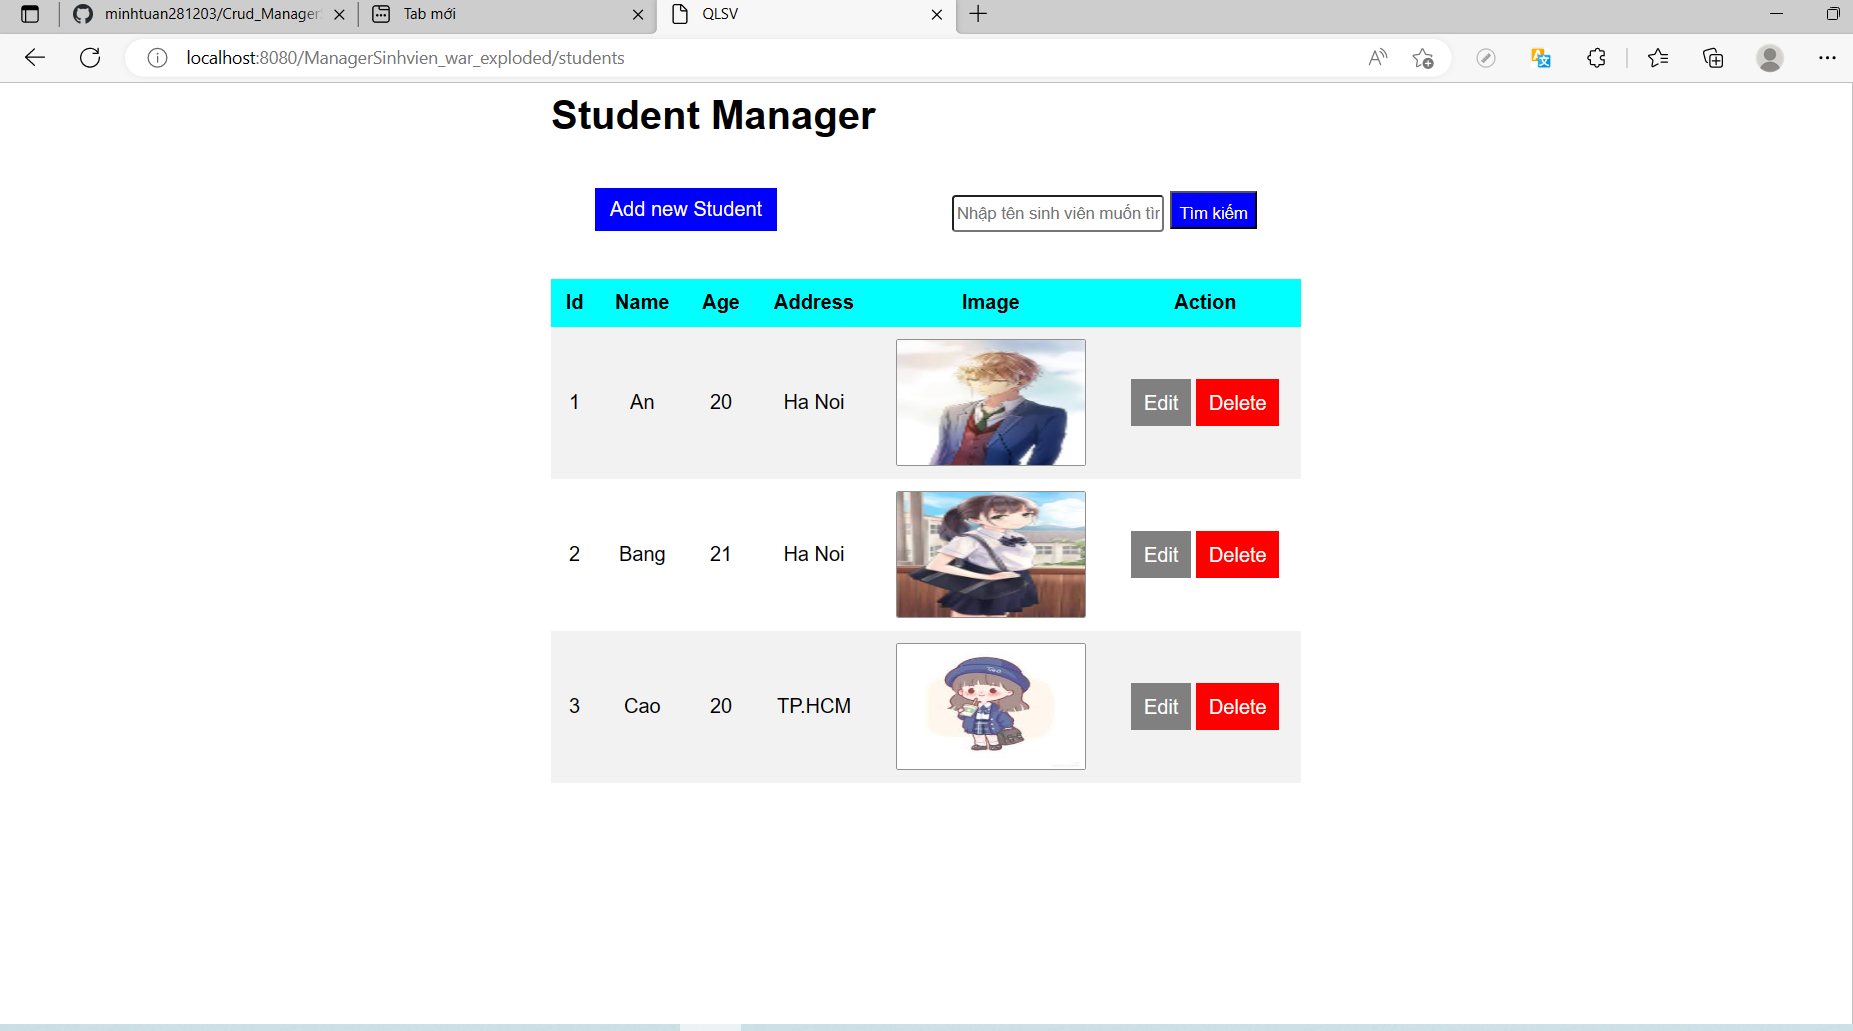 minhtuan281203/Crud_Manager
Tab mới
QLSV
localhost:8080/ManagerSinhvien_war_exploded/students
Student Manager
Add new Student
Nhập tên sinh viên muốn tìr
Tìm kiếm
Id Name Age Address Image Action
1 An 20 Ha Noi Edit Delete
2 Bang 21 Ha Noi Edit Delete
3 Cao 20 TP.HCM Edit Delete